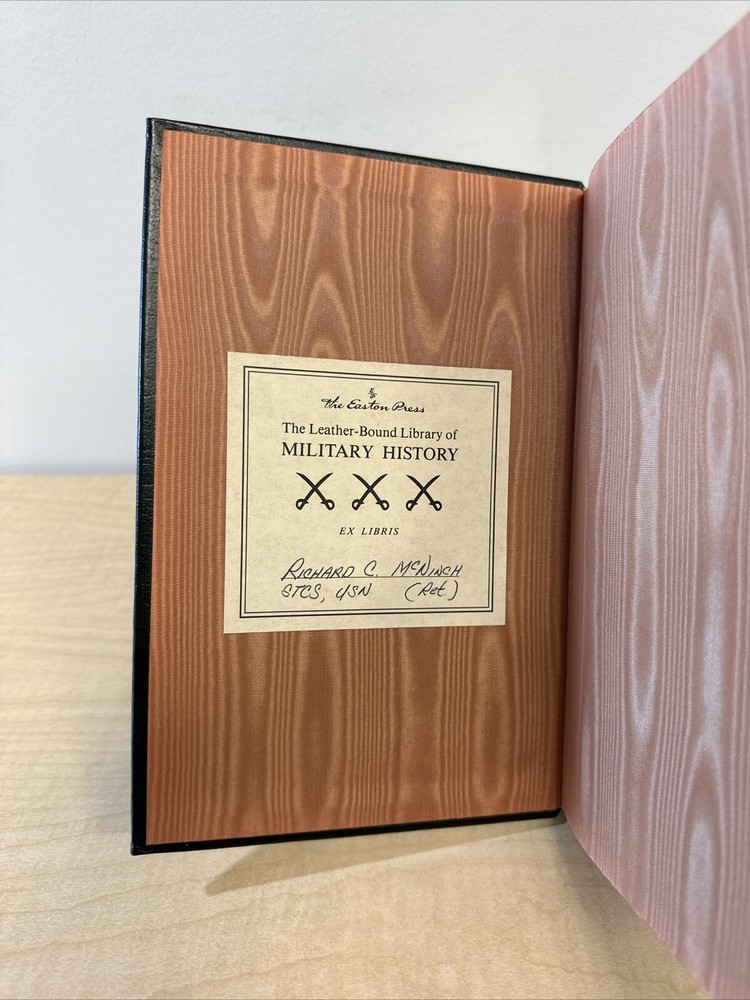 The Easton Press
The Leather-Bound Library of
MILITARY HISTORY
EX LIBRIS
RICHARD C. McNINCH
STCS, USN (Ret.)